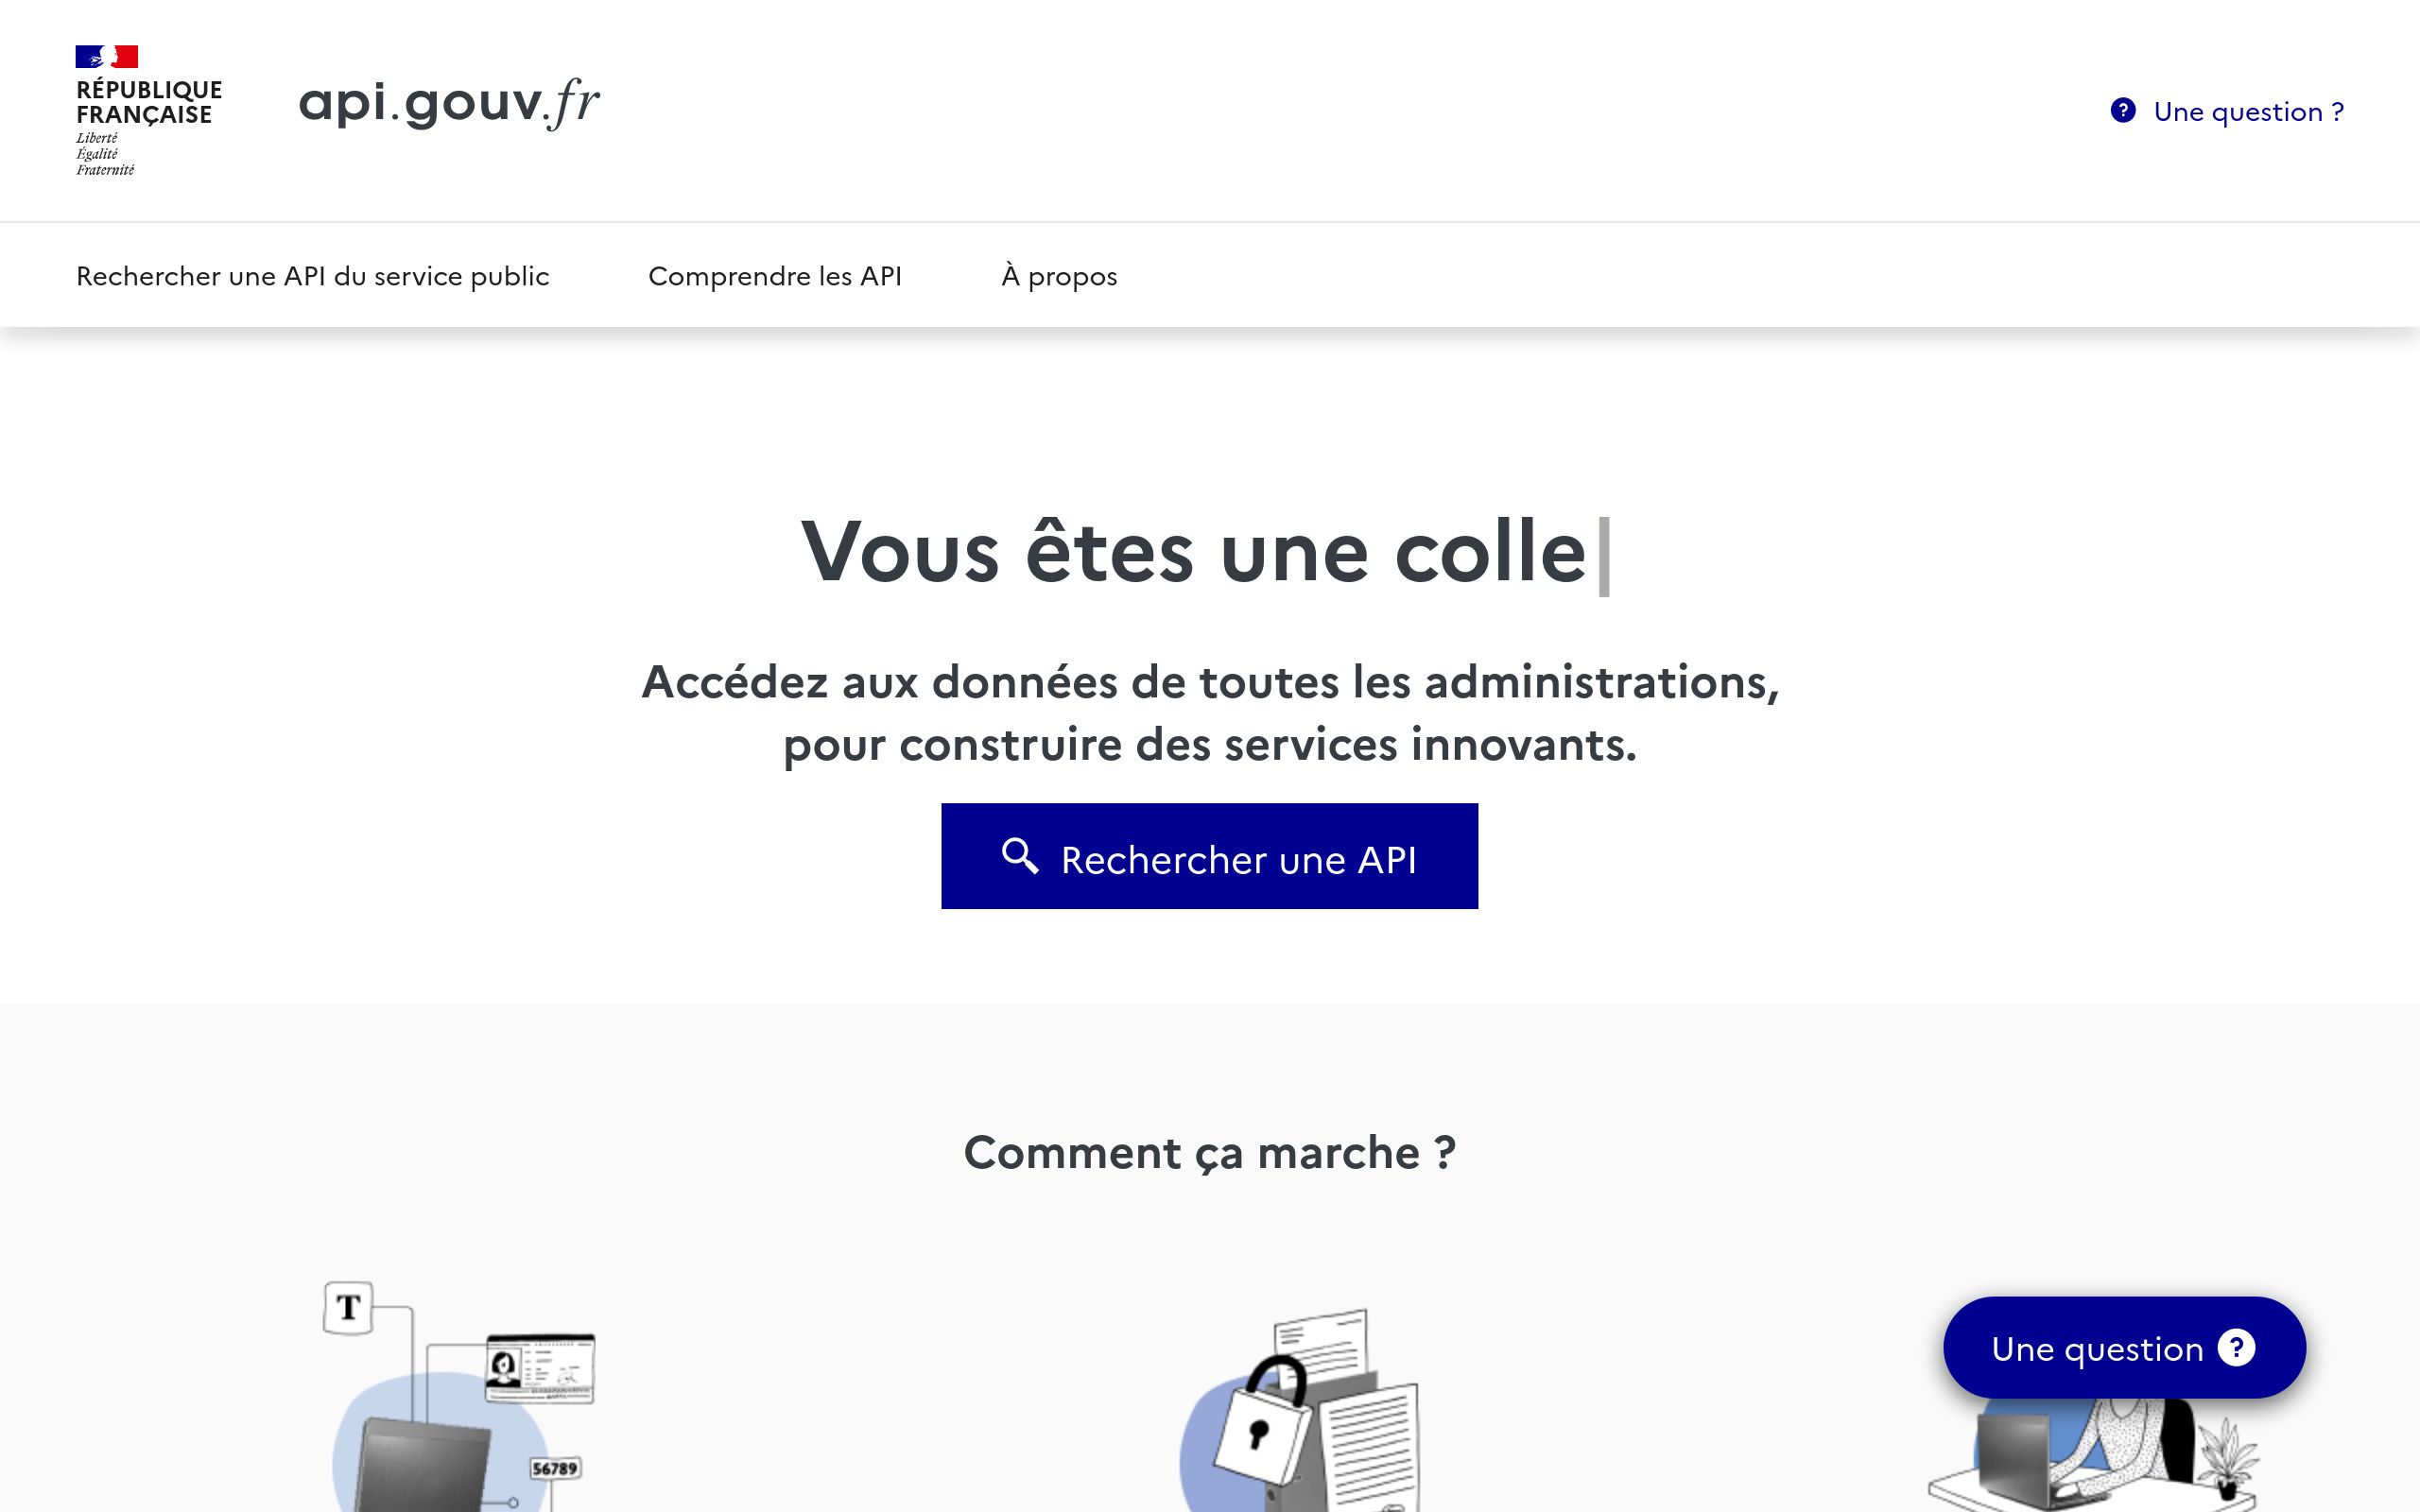 RÉPUBLIQUE
FRANÇAISE
Liberté
Égalité
Fraternité
api.gouv.fr
Une question ?
Rechercher une API du service public
Comprendre les API
À propos
Vous êtes une colle
Accédez aux données de toutes les administrations,
pour construire des services innovants.
Rechercher une API
Comment ça marche ?
T
56789
Une question ?